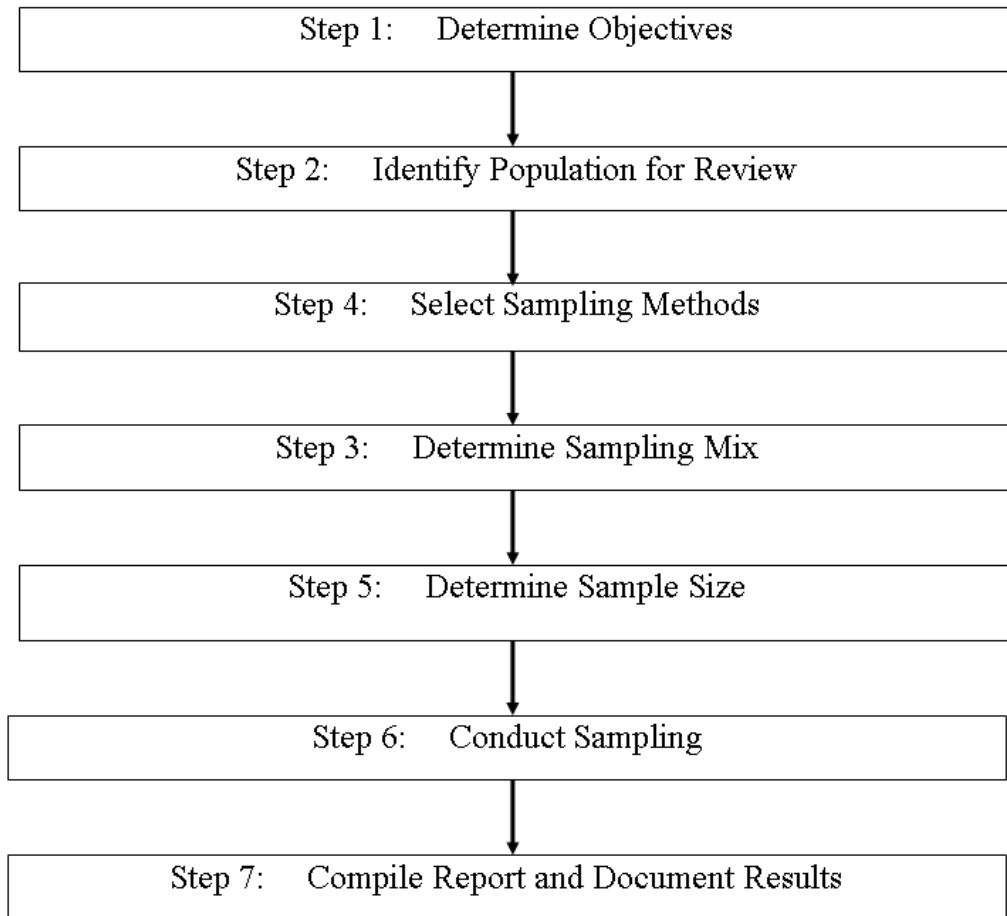 Step 1: Determine Objectives
Step 2: Identify Population for Review
Step 4: Select Sampling Methods
Step 3: Determine Sampling Mix
Step 5: Determine Sample Size
Step 6: Conduct Sampling
Step 7: Compile Report and Document Results